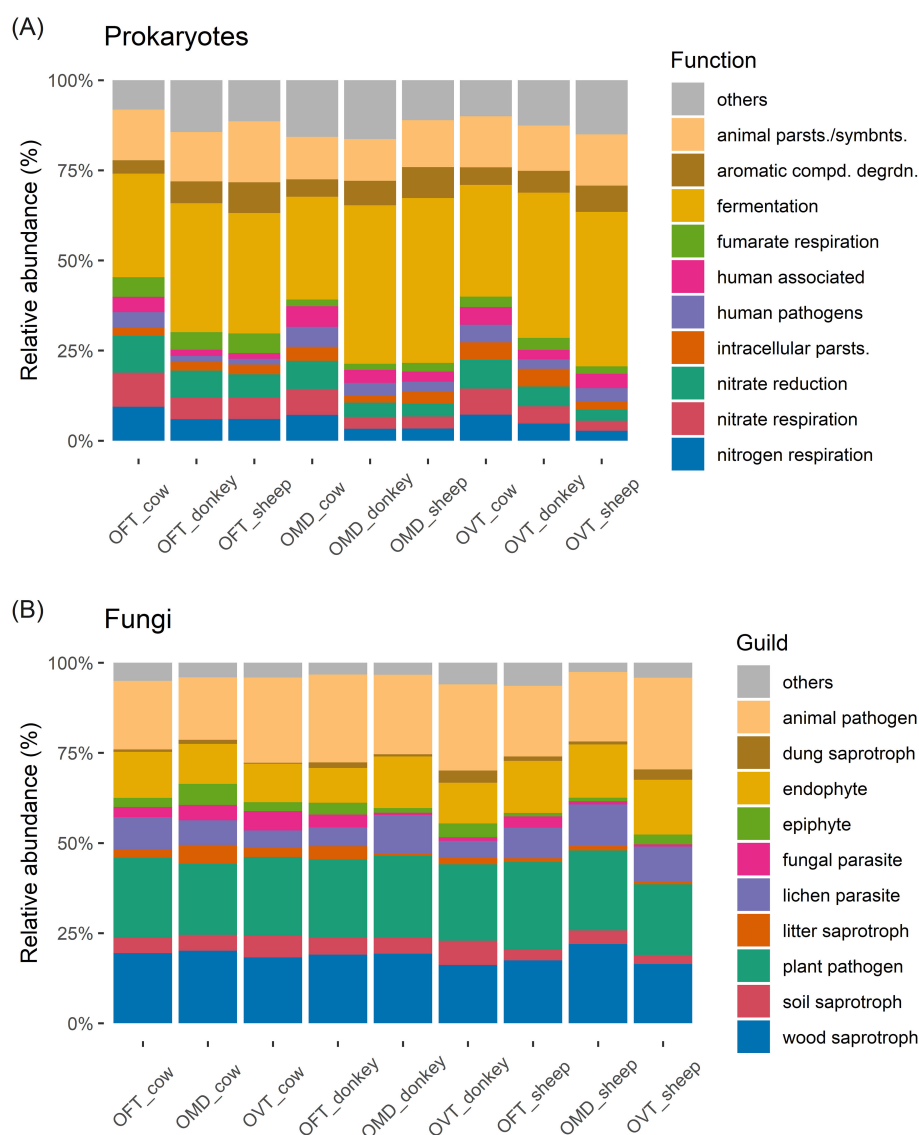 (A)
Prokaryotes
Function
100%
75%
50%
25%
0%
Relative abundance (%)
others
animal parsts./symbnts.
aromatic compd. degrdn.
fermentation
fumarate respiration
human associated
human pathogens
intracellular parsts.
nitrate reduction
nitrate respiration
nitrogen respiration
OFT_cow
OFT_donkey
OFT_sheep
OMD_cow
OMD_donkey
OMD_sheep
OVT_cow
OVT_donkey
OVT_sheep
(B)
Fungi
Guild
100%
75%
50%
25%
0%
Relative abundance (%)
others
animal pathogen
dung saprotroph
endophyte
epiphyte
fungal parasite
lichen parasite
litter saprotroph
plant pathogen
soil saprotroph
wood saprotroph
OFT_cow
OMD_cow
OVT_cow
OFT_donkey
OMD_donkey
OVT_donkey
OFT_sheep
OMD_sheep
OVT_sheep